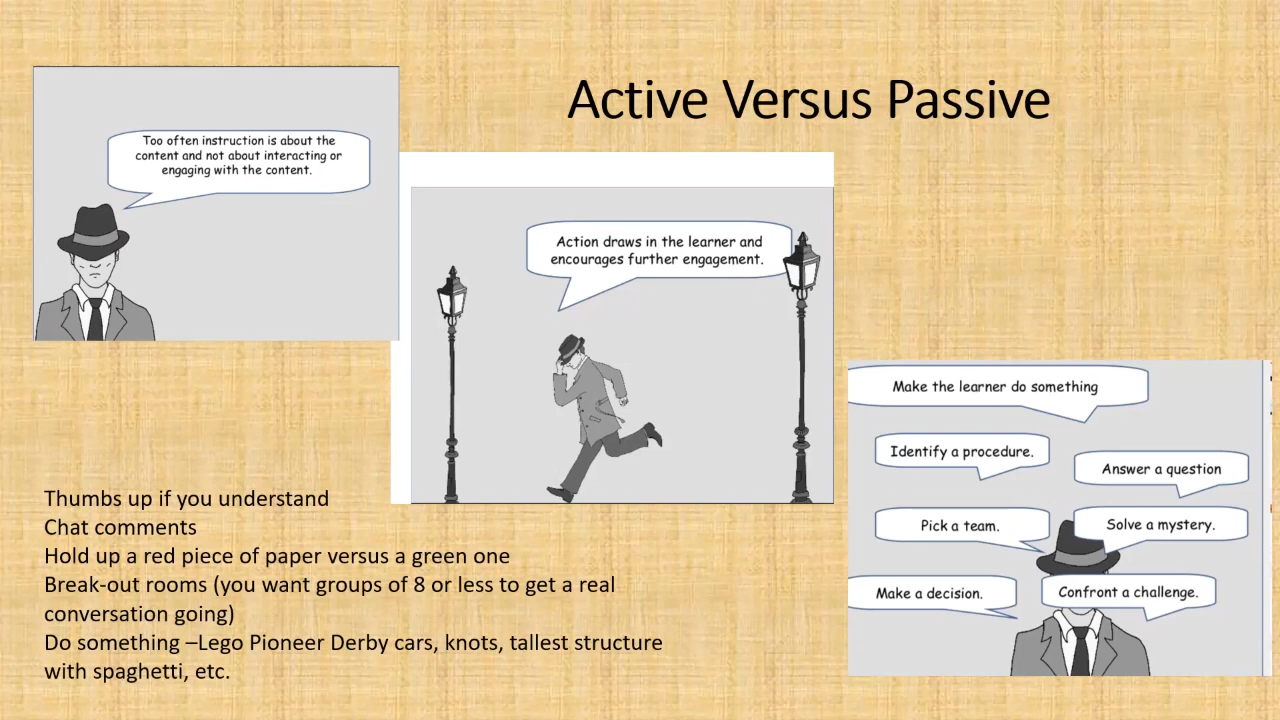 Active Versus Passive
Too often instruction is about the
content and not about interacting or
engaging with the content.
Action draws in the learner and
encourages further engagement.
Make the learner do something
Identify a procedure.
Answer a question
Pick a team.
Solve a mystery.
Make a decision.
Confront a challenge.
Thumbs up if you understand
Chat comments
Hold up a red piece of paper versus a green one
Break-out rooms (you want groups of 8 or less to get a real
conversation going)
Do something –Lego Pioneer Derby cars, knots, tallest structure
with spaghetti, etc.